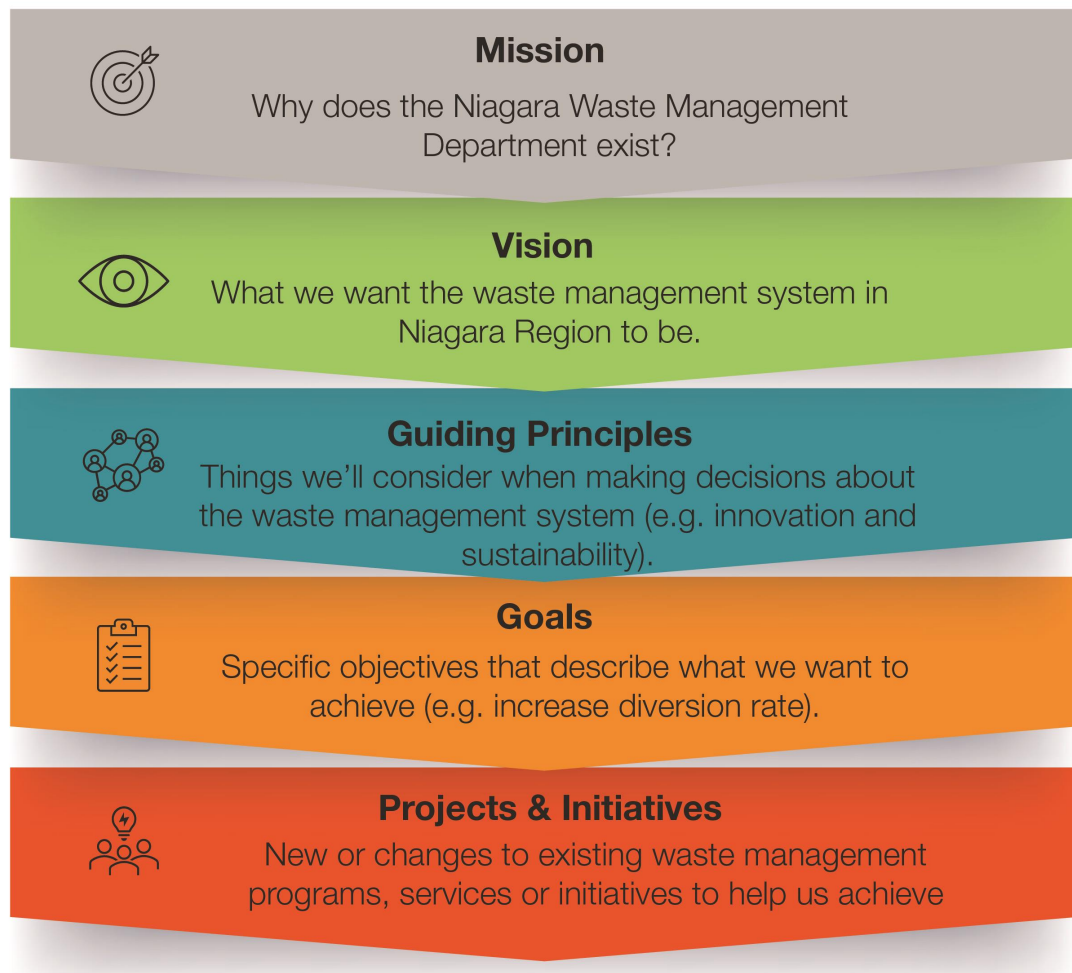 Mission
Why does the Niagara Waste Management
Department exist?
Vision
What we want the waste management system in
Niagara Region to be.
Guiding Principles
Things we’ll consider when making decisions about
the waste management system (e.g. innovation and
sustainability).
Goals
Specific objectives that describe what we want to
achieve (e.g. increase diversion rate).
Projects & Initiatives
New or changes to existing waste management
programs, services or initiatives to help us achieve